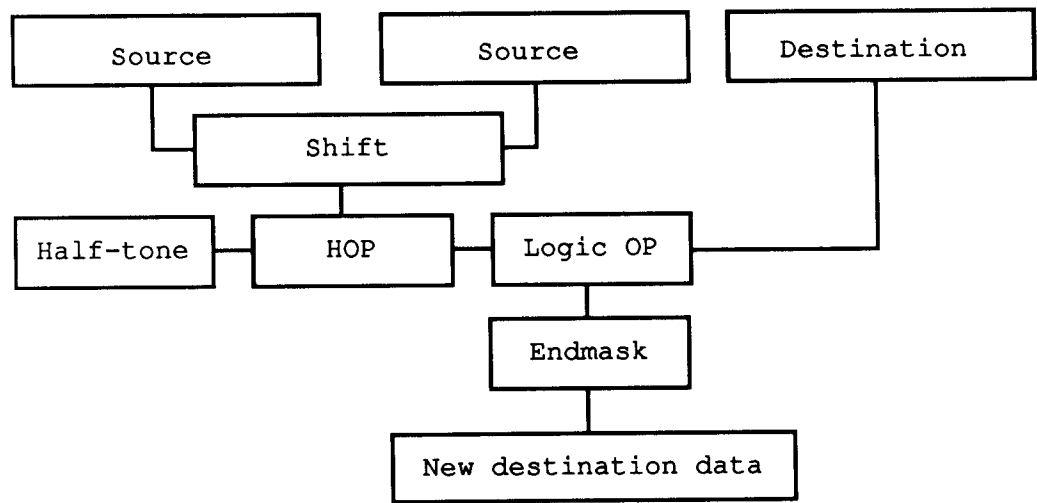 Source
Source
Destination
Shift
Half-tone
HOP
Logic OP
Endmask
New destination data